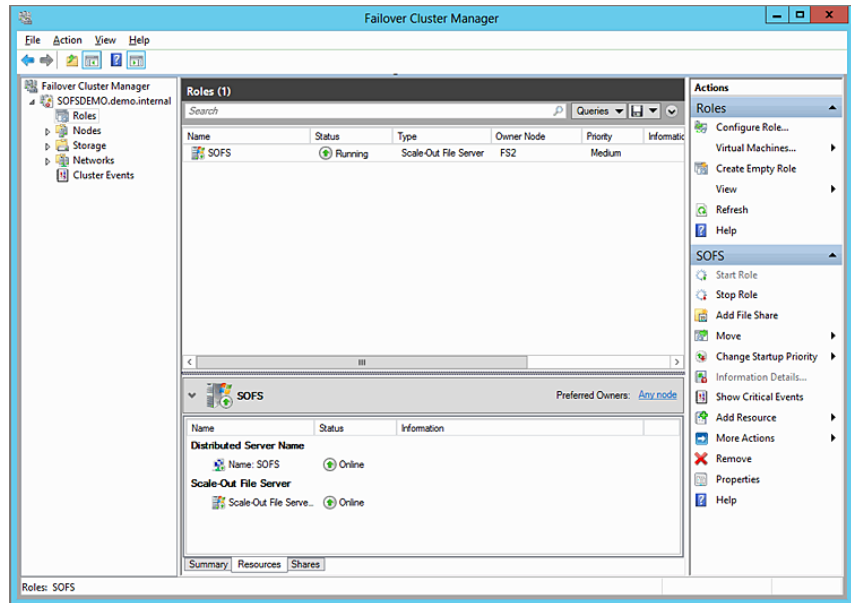 Failover Cluster Manager
File Action View Help
Failover Cluster Manager
SOFSDEMO.demo.internal
Roles
Nodes
Storage
Networks
Cluster Events
Roles (1)
Search
Queries
Name Status Type Owner Node Priority Informatic
SOFS Running Scale-Out File Server FS2 Medium
SOFS Preferred Owners: Any node
Name Status Information
Distributed Server Name
Name: SOFS Online
Scale-Out File Server
Scale-Out File Serve... Online
Summary Resources Shares
Actions
Roles
Configure Role...
Virtual Machines...
Create Empty Role
View
Refresh
Help
SOFS
Start Role
Stop Role
Add File Share
Move
Change Startup Priority
Information Details...
Show Critical Events
Add Resource
More Actions
Remove
Properties
Help
Roles: SOFS